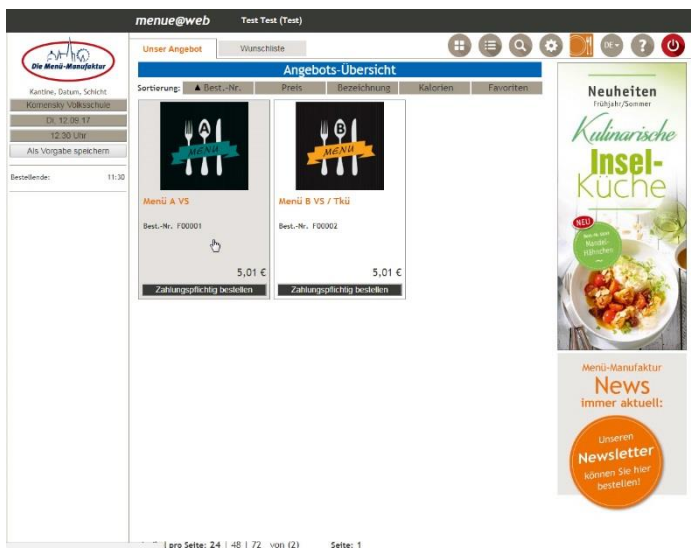 menue@web Test Test (Test)
Die Menü-Manufaktur
Unser Angebot Wunschliste
DE
?
Angebots-Übersicht
Kantine, Datum, Schicht
Komensky Volksschule
Di, 12.09.17
12.30 Uhr
Als Vorgabe speichern
Bestellende: 11:30
Sortierung: ▲ Best.-Nr. Preis Bezeichnung Kalorien Favoriten
A
MENU
Menü A VS
Best.-Nr. F00001
5,01 €
Zahlungspflichtig bestellen
B
MENU
Menü B VS / Tkü
Best.-Nr. F00002
5,01 €
Zahlungspflichtig bestellen
Neuheiten
Frühjahr/Sommer
Kulinarische
Insel-
Küche
NEU
Mandel-
Hähnchen
Menü-Manufaktur
News
immer aktuell:
Unseren
Newsletter
können Sie hier
bestellen!
pro Seite: 24 | 48 | 72 von (2) Seite: 1